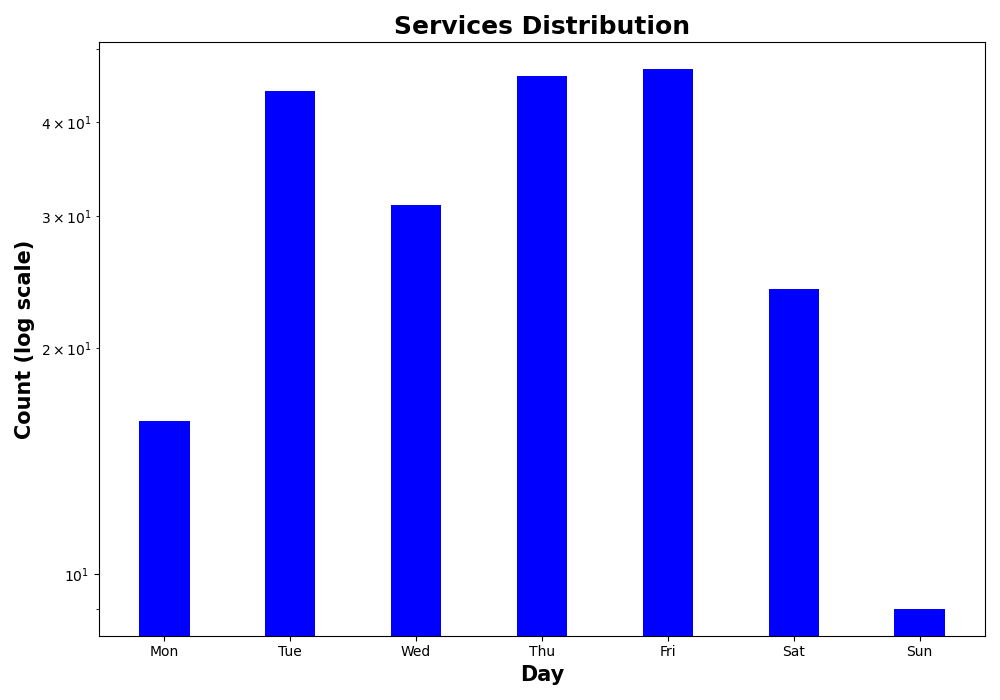 Services Distribution
Count (log scale)
4 × 10¹
3 × 10¹
2 × 10¹
10¹
Mon Tue Wed Thu Fri Sat Sun
Day